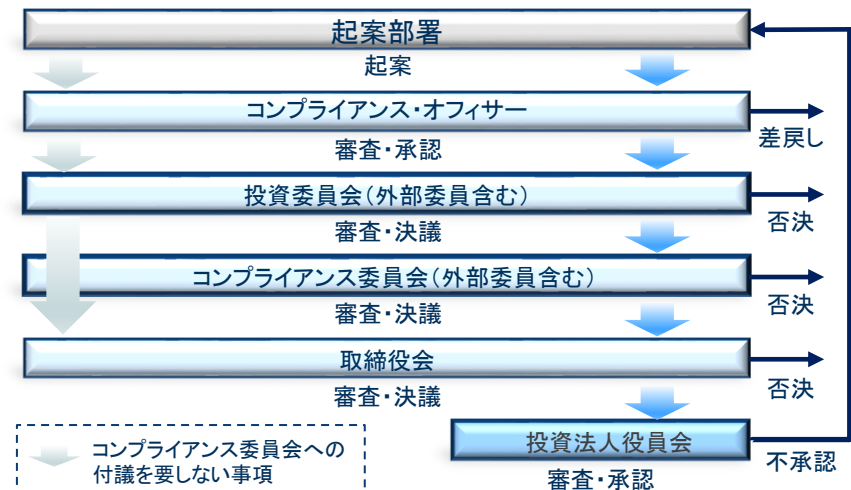 起案部署
起案
コンプライアンス・オフィサー
差戻し
審査・承認
投資委員会(外部委員含む)
否決
審査・決議
コンプライアンス委員会(外部委員含む)
否決
審査・決議
取締役会
否決
審査・決議
投資法人役員会
不承認
審査・承認
コンプライアンス委員会への
付議を要しない事項